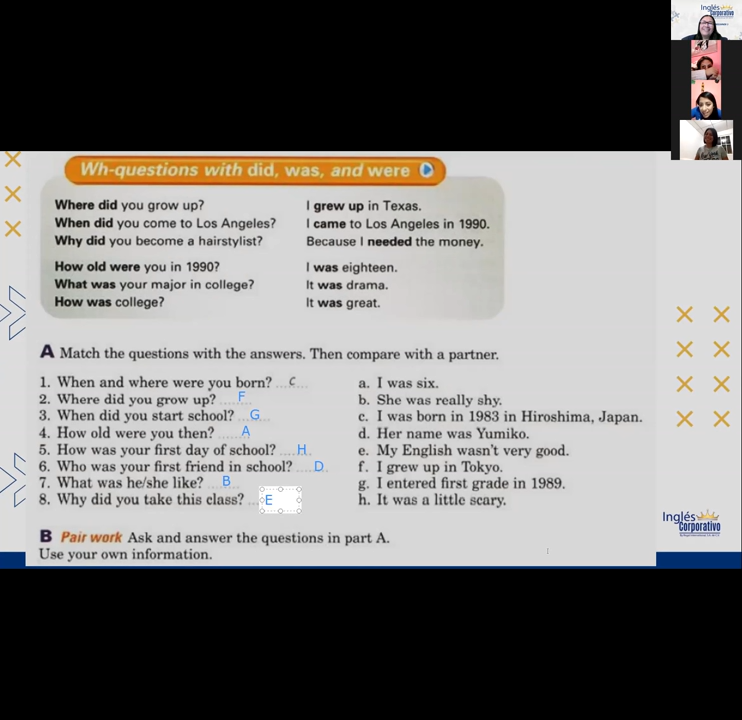 Inglés
Corporativo
Wh-questions with did, was, and were
Where did you grow up? I grew up in Texas.
When did you come to Los Angeles? I came to Los Angeles in 1990.
Why did you become a hairstylist? Because I needed the money.
How old were you in 1990? I was eighteen.
What was your major in college? It was drama.
How was college? It was great.
A Match the questions with the answers. Then compare with a partner.
1. When and where were you born? ...c....
2. Where did you grow up? F
3. When did you start school? G
4. How old were you then? A
5. How was your first day of school? H
6. Who was your first friend in school? D
7. What was he/she like? B
8. Why did you take this class? E
a. I was six.
b. She was really shy.
c. I was born in 1983 in Hiroshima, Japan.
d. Her name was Yumiko.
e. My English wasn't very good.
f. I grew up in Tokyo.
g. I entered first grade in 1989.
h. It was a little scary.
B Pair work Ask and answer the questions in part A.
Use your own information.
Inglés
Corporativo